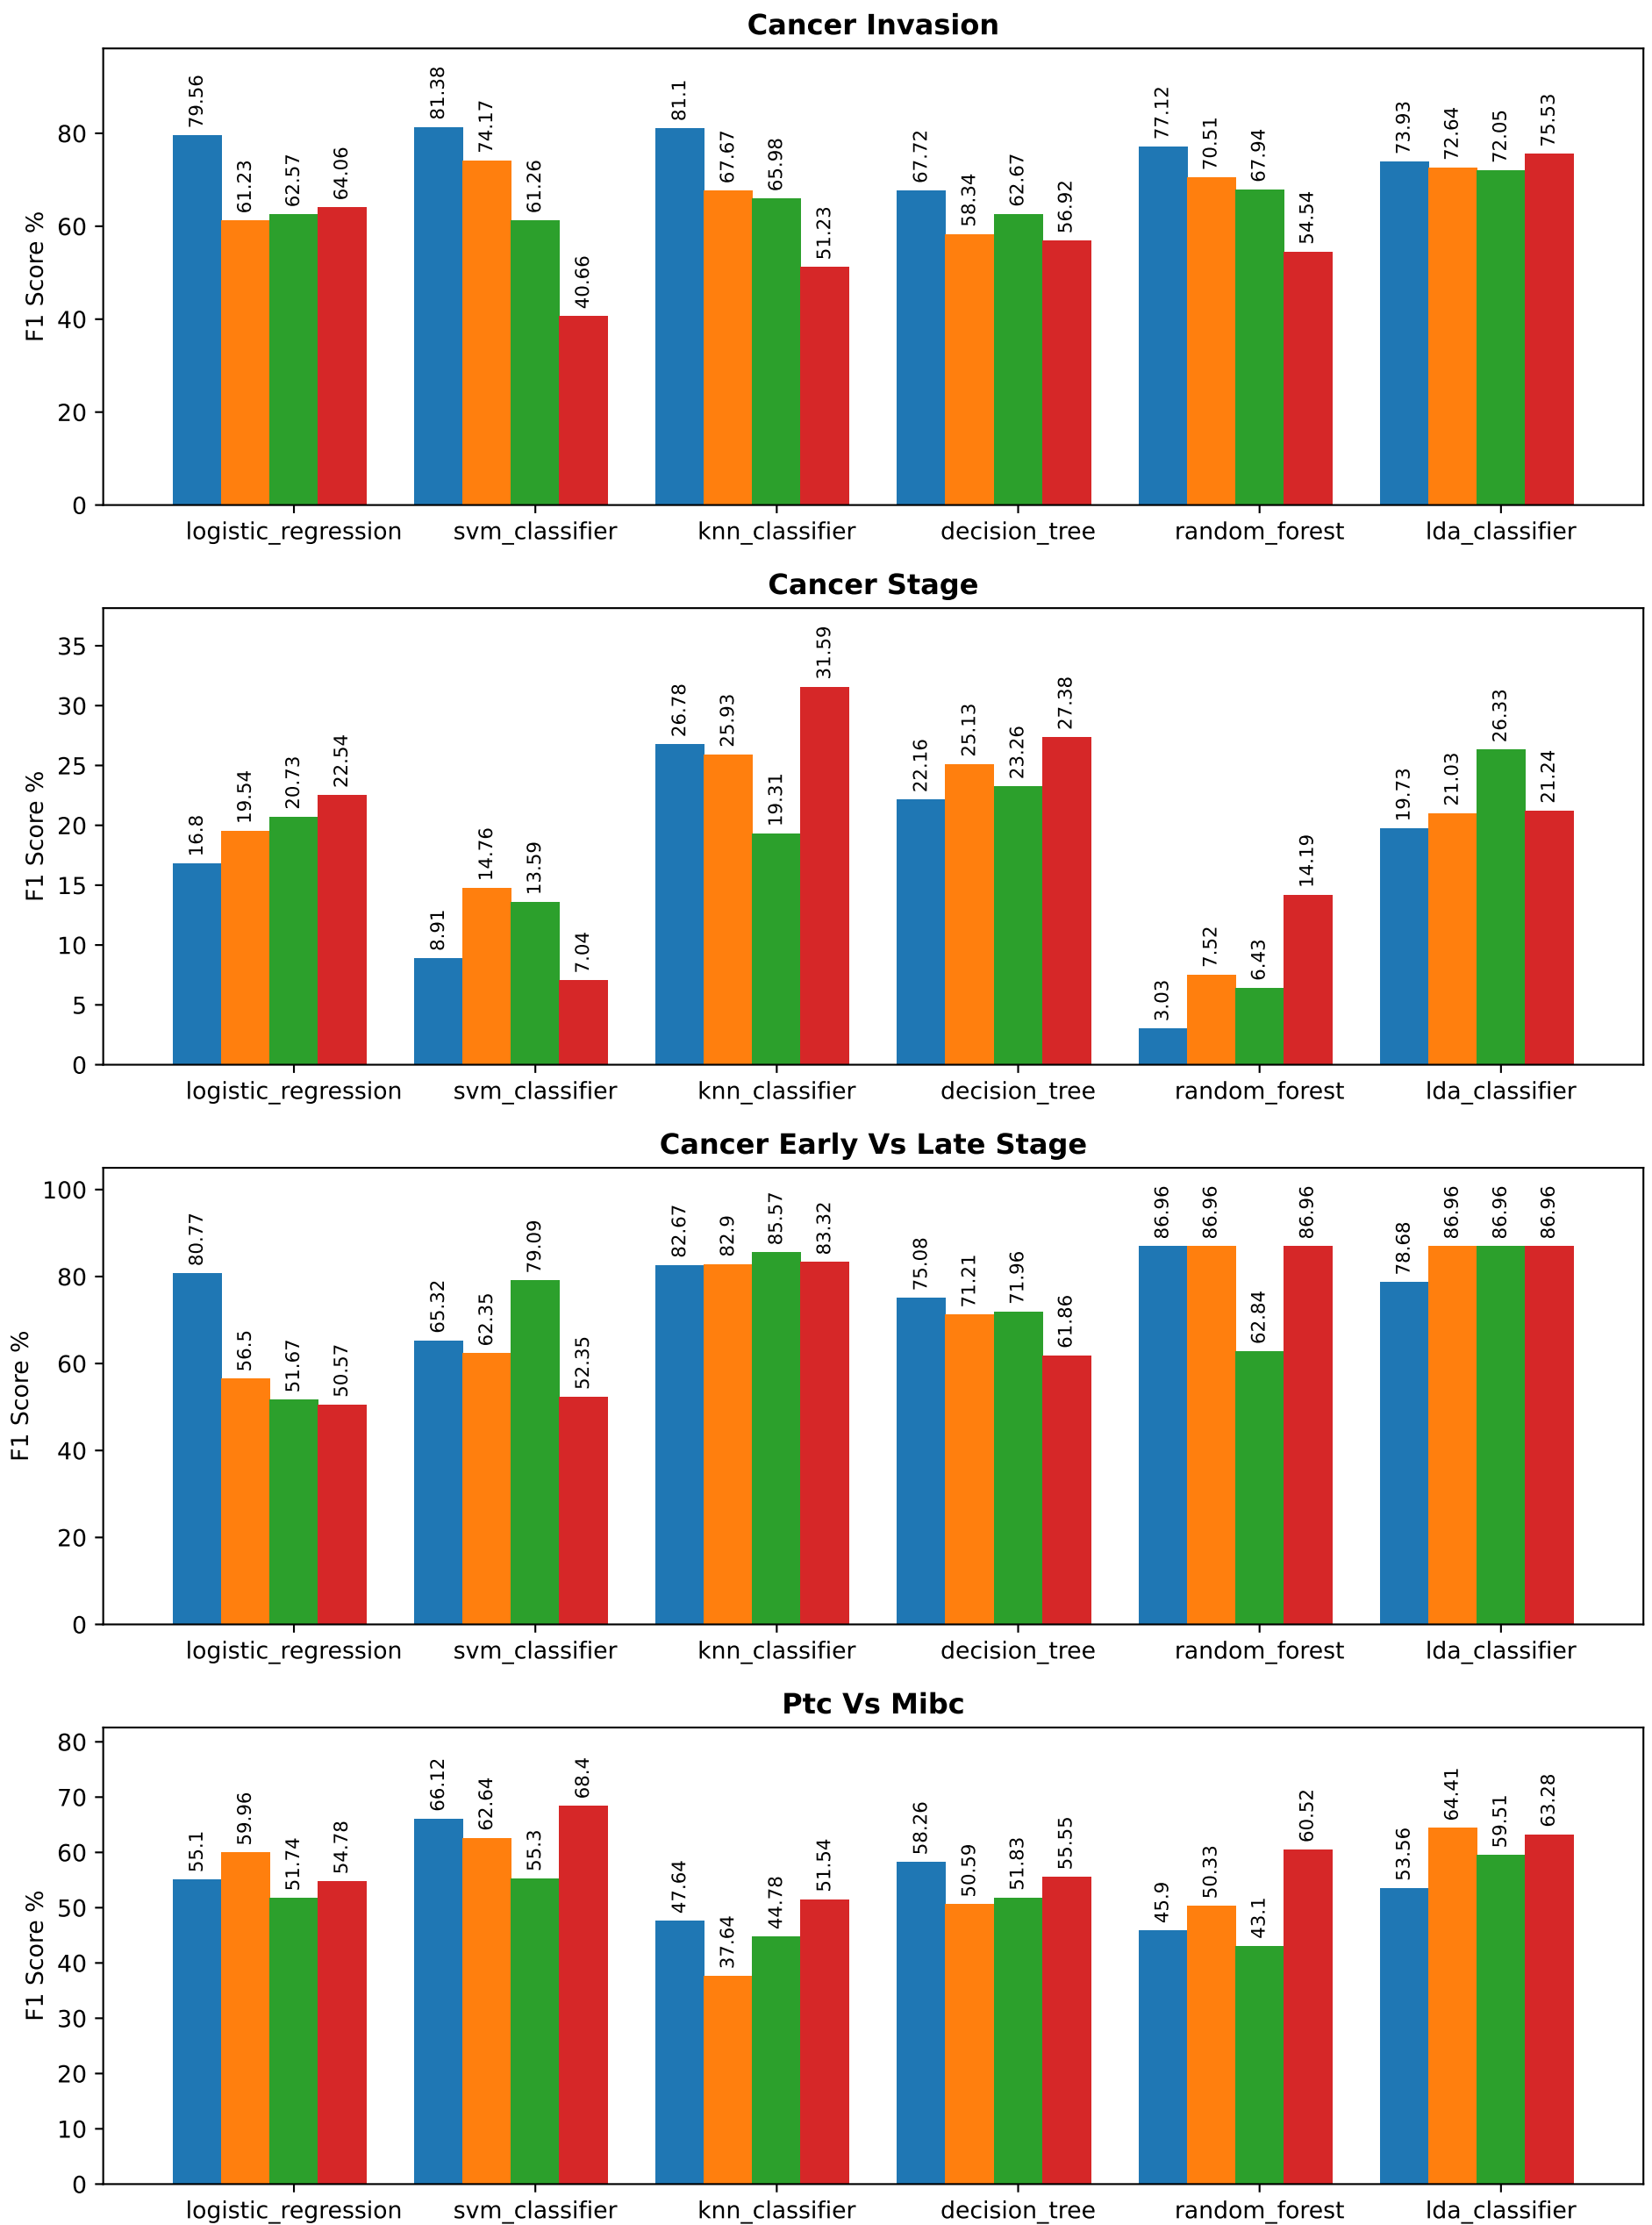 Cancer Invasion
F1 Score %
80
60
40
20
0
79.56 61.23 62.57 64.06 81.38 74.17 61.26 40.66 81.1 67.67 65.98 51.23 67.72 58.34 62.67 56.92 77.12 70.51 67.94 54.54 73.93 72.64 72.05 75.53
logistic_regression svm_classifier knn_classifier decision_tree random_forest lda_classifier
Cancer Stage
F1 Score %
35
30
25
20
15
10
5
0
16.8 19.54 20.73 22.54 8.91 14.76 13.59 7.04 26.78 25.93 19.31 31.59 22.16 25.13 23.26 27.38 3.03 7.52 6.43 14.19 19.73 21.03 26.33 21.24
logistic_regression svm_classifier knn_classifier decision_tree random_forest lda_classifier
Cancer Early Vs Late Stage
F1 Score %
100
80
60
40
20
0
80.77 56.5 51.67 50.57 65.32 62.35 79.09 52.35 82.67 82.9 85.57 83.32 75.08 71.21 71.96 61.86 86.96 86.96 62.84 86.96 78.68 86.96 86.96 86.96
logistic_regression svm_classifier knn_classifier decision_tree random_forest lda_classifier
Ptc Vs Mibc
F1 Score %
80
70
60
50
40
30
20
10
0
55.1 59.96 51.74 54.78 66.12 62.64 55.3 68.4 47.64 37.64 44.78 51.54 58.26 50.59 51.83 55.55 45.9 50.33 43.1 60.52 53.56 64.41 59.51 63.28
logistic_regression svm_classifier knn_classifier decision_tree random_forest lda_classifier